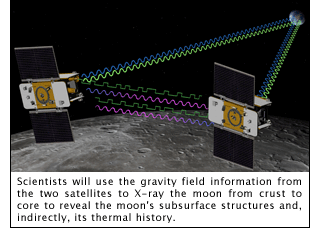 Scientists will use the gravity field information from
the two satellites to X-ray the moon from crust to
core to reveal the moon's subsurface structures and,
indirectly, its thermal history.